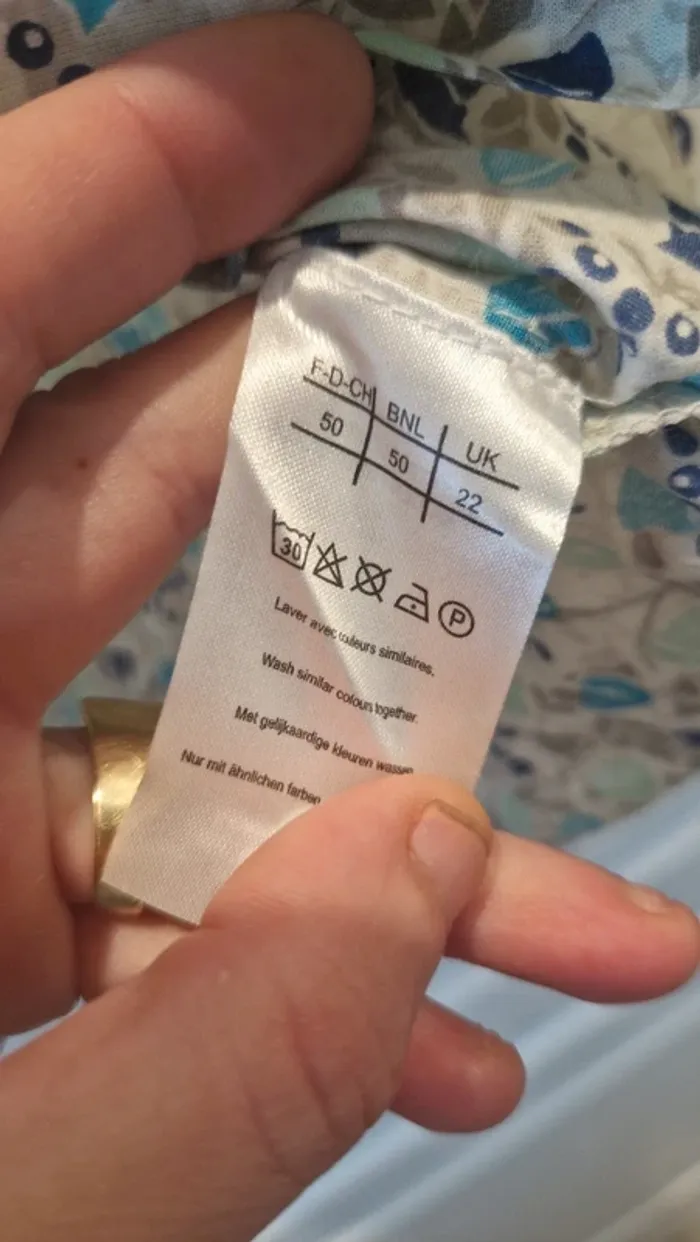 F-D-CH BNL UK
50 50 22
30 P
Laver avec couleurs similaires.
Wash similar colours together.
Met gelijkaardige kleuren wassen
Nur mit ähnlichen farben